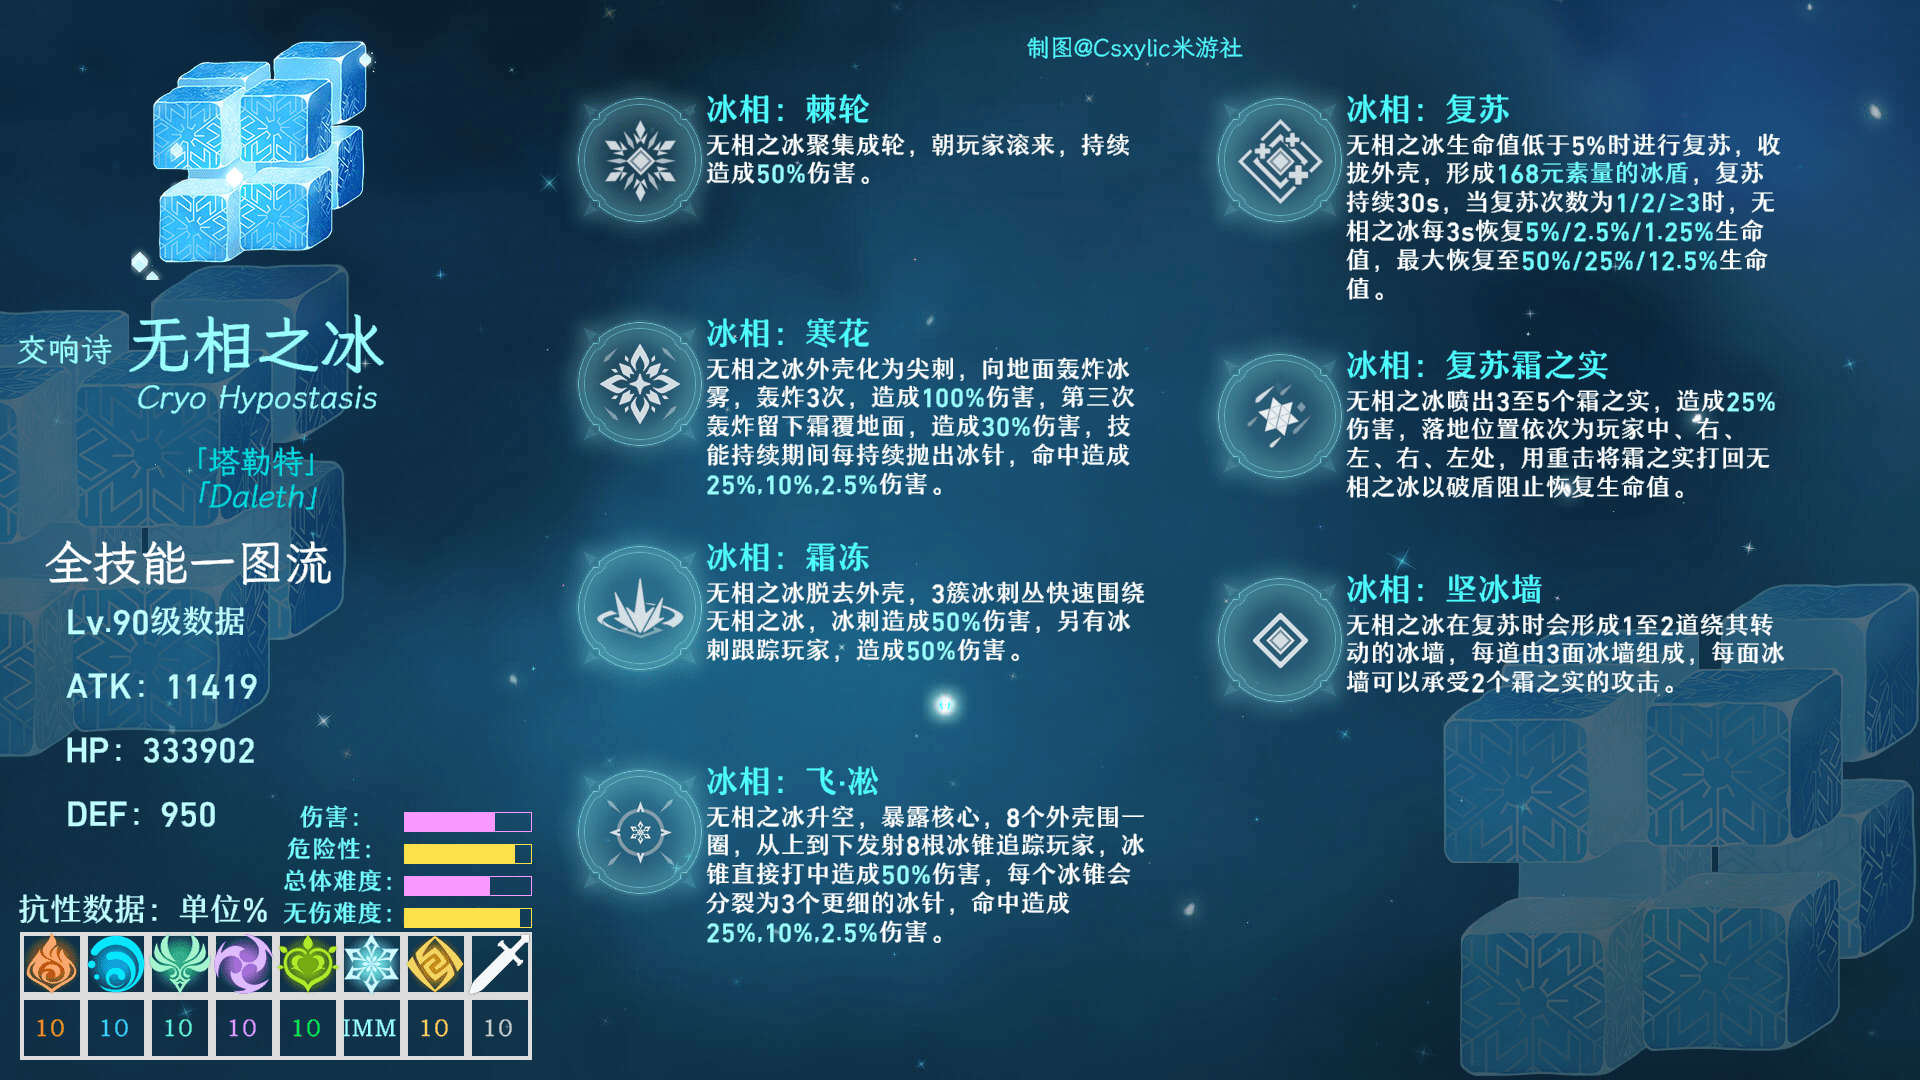 制图@Csxylic米游社
交响诗 无相之冰
Cryo Hypostasis
「塔勒特」
「Daleth」
全技能一图流
Lv.90级数据
ATK：11419
HP：333902
DEF：950
伤害：
危险性：
总体难度：
无伤难度：
抗性数据：单位%
10 10 10 10 10 IMM 10 10
冰相：棘轮
无相之冰聚集成轮，朝玩家滚来，持续
造成50%伤害。
冰相：寒花
无相之冰外壳化为尖刺，向地面轰炸冰
雾，轰炸3次，造成100%伤害，第三次
轰炸留下霜覆地面，造成30%伤害，技
能持续期间每持续抛出冰针，命中造成
25%,10%,2.5%伤害。
冰相：霜冻
无相之冰脱去外壳，3簇冰刺丛快速围绕
无相之冰，冰刺造成50%伤害，另有冰
刺跟踪玩家，造成50%伤害。
冰相：飞·凇
无相之冰升空，暴露核心，8个外壳围一
圈，从上到下发射8根冰锥追踪玩家，冰
锥直接打中造成50%伤害，每个冰锥会
分裂为3个更细的冰针，命中造成
25%,10%,2.5%伤害。
冰相：复苏
无相之冰生命值低于5%时进行复苏，收
拢外壳，形成168元素量的冰盾，复苏
持续30s，当复苏次数为1/2/≥3时，无
相之冰每3s恢复5%/2.5%/1.25%生命
值，最大恢复至50%/25%/12.5%生命
值。
冰相：复苏霜之实
无相之冰喷出3至5个霜之实，造成25%
伤害，落地位置依次为玩家中、右、
左、右、左处，用重击将霜之实打回无
相之冰以破盾阻止恢复生命值。
冰相：坚冰墙
无相之冰在复苏时会形成1至2道绕其转
动的冰墙，每道由3面冰墙组成，每面冰
墙可以承受2个霜之实的攻击。